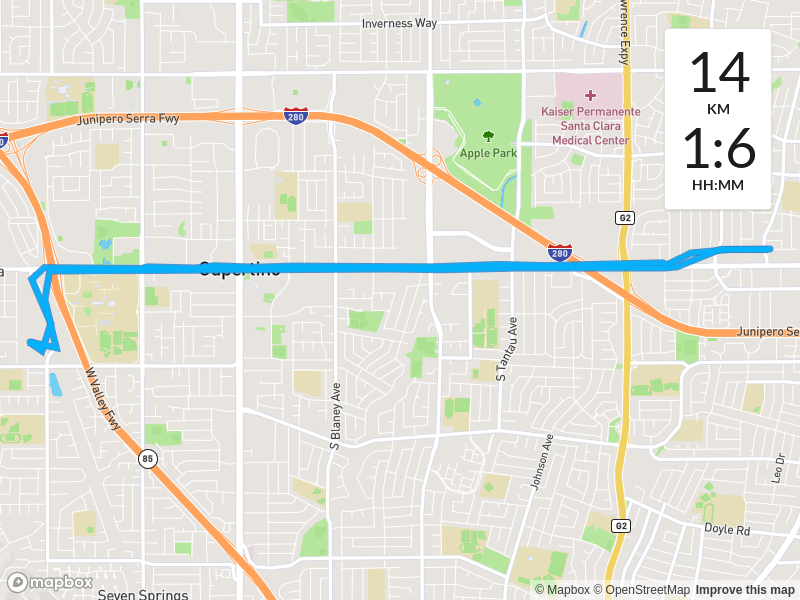 Inverness Way
wrence Expy
14
KM
1:6
HH:MM
Kaiser Permanente
Santa Clara
Medical Center
Junipero Serra Fwy
280
Apple Park
G2
280
Cupertino
a
S Tantau Ave
Junipero Se
W Valley Fwy
S Blaney Ave
85
Johnson Ave
Leo Dr
G2
Doyle Rd
mapbox
Seven Springs
© Mapbox © OpenStreetMap Improve this map